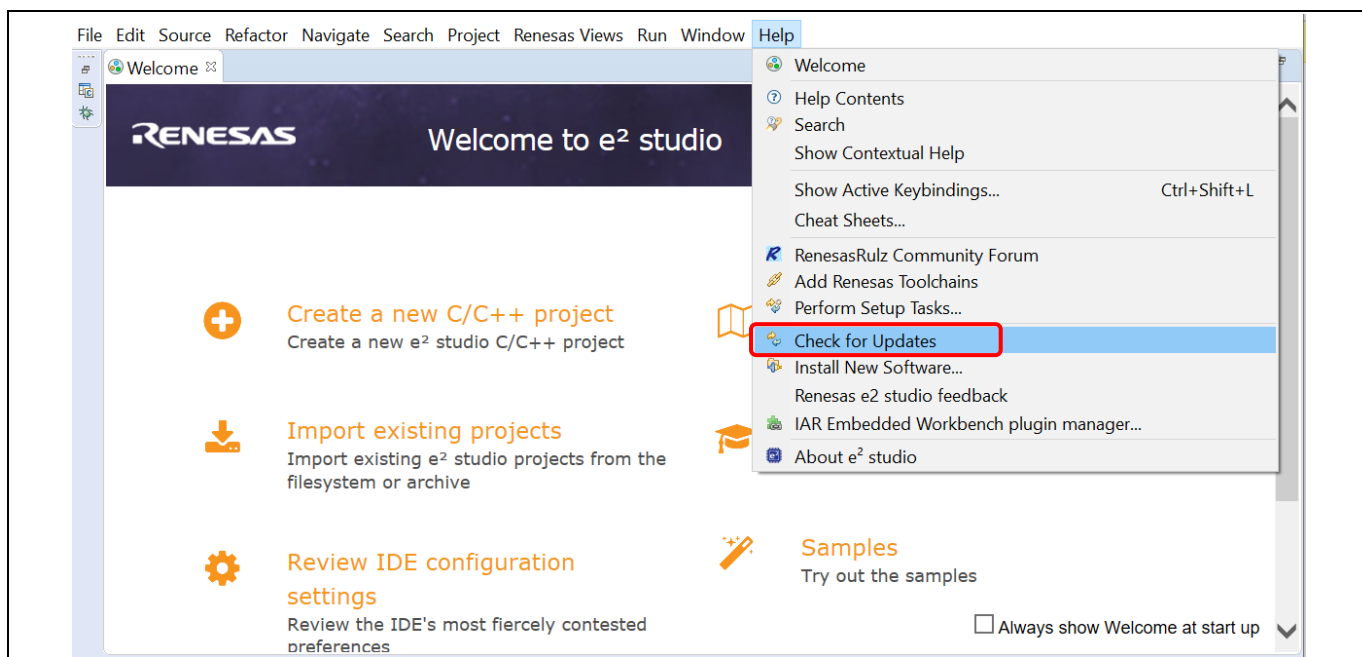 File Edit Source Refactor Navigate Search Project Renesas Views Run Window Help
Welcome
RENESAS
Welcome to e² studio
Create a new C/C++ project
Create a new e² studio C/C++ project
Import existing projects
Import existing e² studio projects from the
filesystem or archive
Review IDE configuration
settings
Review the IDE's most fiercely contested
preferences
Welcome
Help Contents
Search
Show Contextual Help
Show Active Keybindings... Ctrl+Shift+L
Cheat Sheets...
RenesasRulz Community Forum
Add Renesas Toolchains
Perform Setup Tasks...
Check for Updates
Install New Software...
Renesas e2 studio feedback
IAR Embedded Workbench plugin manager...
About e² studio
Samples
Try out the samples
Always show Welcome at start up